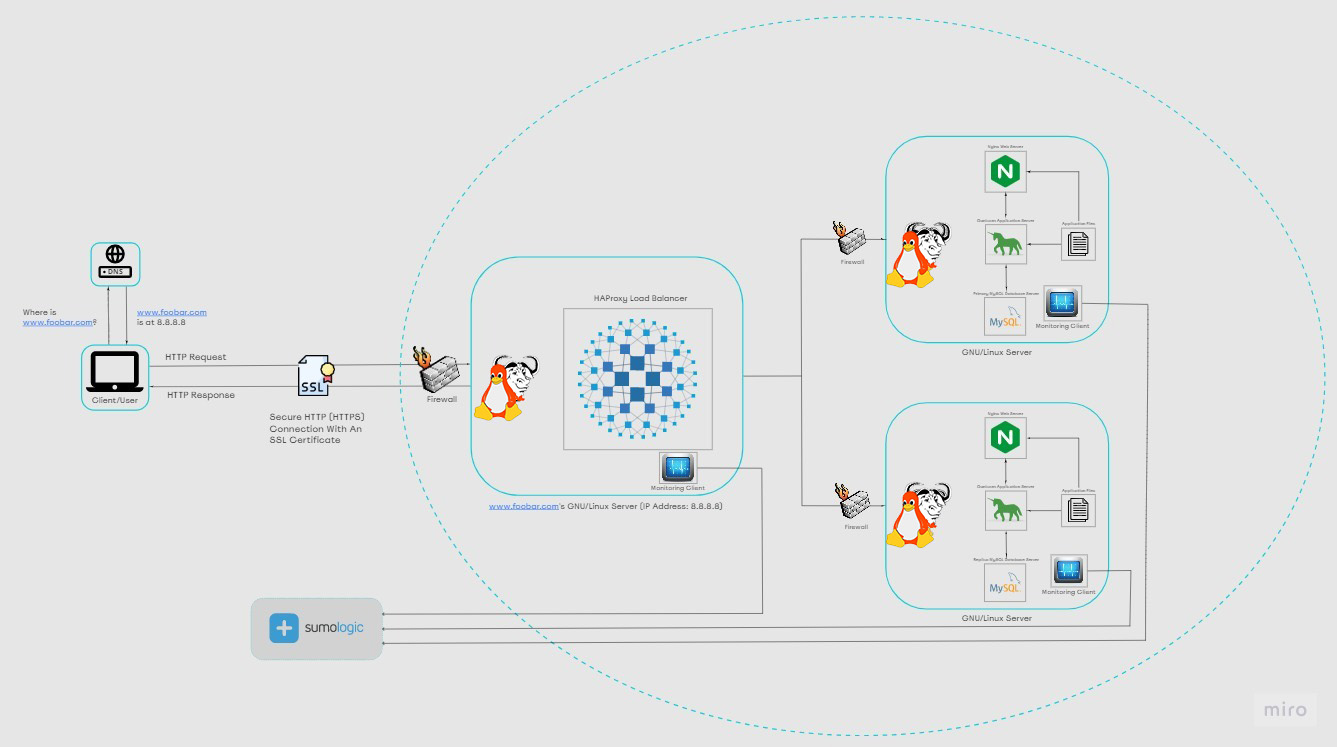 DNS
Where is
www.foobar.com?
www.foobar.com
is at 8.8.8.8
Client/User
HTTP Request
HTTP Response
SSL
Secure HTTP (HTTPS)
Connection With An
SSL Certificate
Firewall
HAProxy Load Balancer
Monitoring Client
www.foobar.com's GNU/Linux Server (IP Address: 8.8.8.8)
Firewall
Nginx Web Server
N
Application Server
Application Files
Primary MySQL Database Server
MySQL
Monitoring Client
GNU/Linux Server
Firewall
Nginx Web Server
N
Application Server
Application Files
Replica MySQL Database Server
MySQL
Monitoring Client
GNU/Linux Server
sumologic
miro